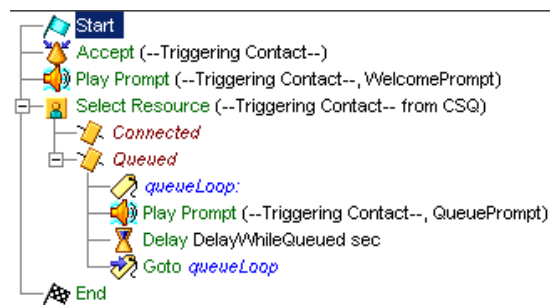 Start
Accept (--Triggering Contact--)
Play Prompt (--Triggering Contact--, WelcomePrompt)
Select Resource (--Triggering Contact-- from CSQ)
Connected
Queued
queueLoop:
Play Prompt (--Triggering Contact--, QueuePrompt)
Delay DelayWhileQueued sec
Goto queueLoop
End